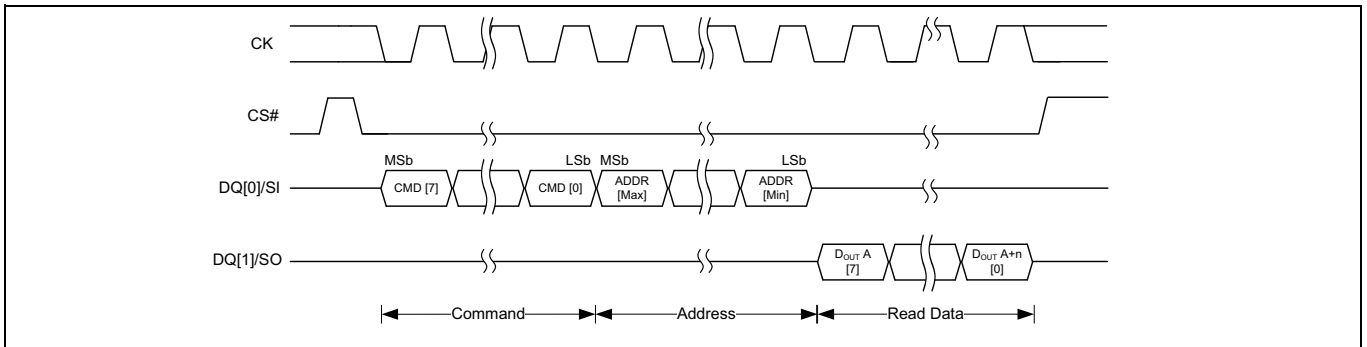 CK
CS#
MSb LSb MSb LSb
DQ[0]/SI CMD [7] CMD [0] ADDR [Max] ADDR [Min]
DQ[1]/SO DOUT A [7] DOUT A+n [0]
Command Address Read Data